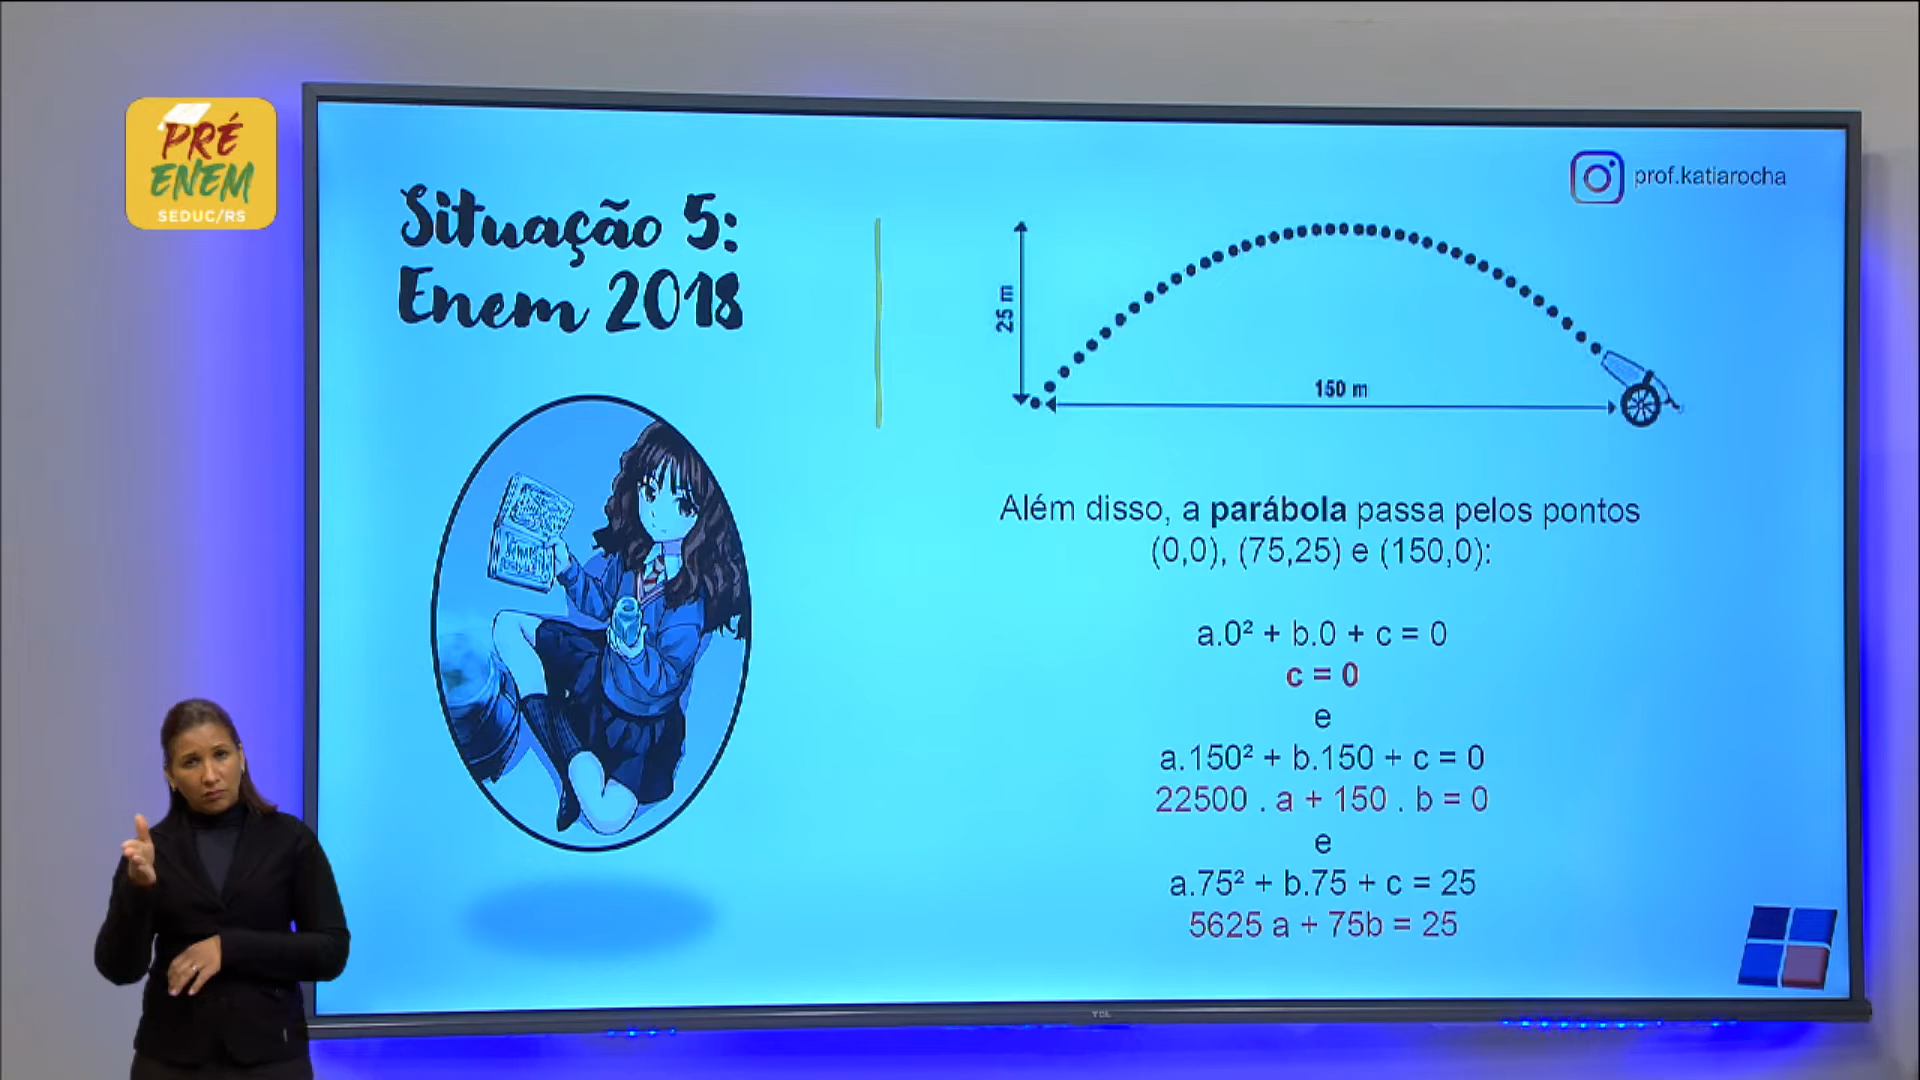 PRÉ
ENEM
SEDUC/RS
Situação 5:
Enem 2018
prof.katiarocha
25 m
150 m
Além disso, a parábola passa pelos pontos
(0,0), (75,25) e (150,0):
a.0² + b.0 + c = 0
c = 0
e
a.150² + b.150 + c = 0
22500 . a + 150 . b = 0
e
a.75² + b.75 + c = 25
5625 a + 75b = 25
TCL